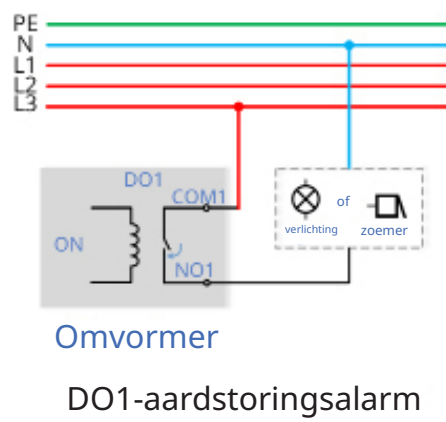 PE
N
L1
L2
L3
DO1
COM1
ON
NO1
of
verlichting
zoemer
Omvormer
DO1-aardstoringsalarm